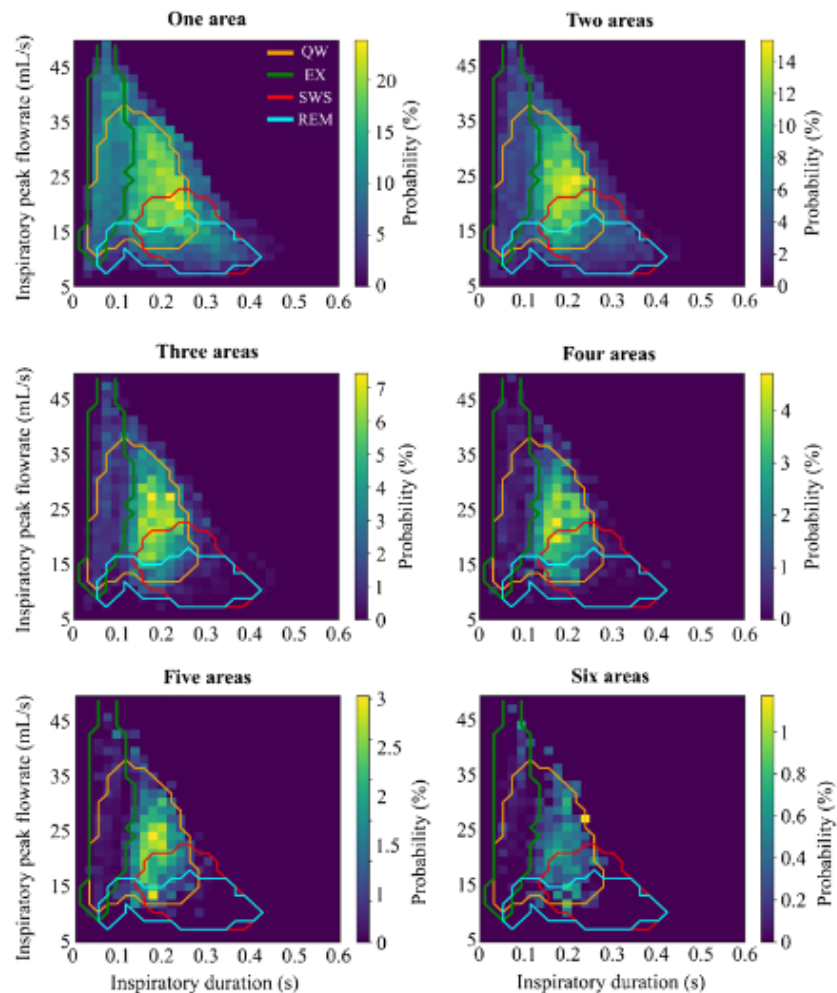 One area
Two areas
Inspiratory peak flowrate (mL/s)
45
35
25
15
5
0 0.1 0.2 0.3 0.4 0.5 0.6
QW
EX
SWS
REM
20
15
10
5
0
Probability (%)
45
35
25
15
5
0 0.1 0.2 0.3 0.4 0.5 0.6
14
12
10
8
6
4
2
0
Probability (%)
Three areas
Four areas
Inspiratory peak flowrate (mL/s)
45
35
25
15
5
0 0.1 0.2 0.3 0.4 0.5 0.6
7
6
5
4
3
2
1
0
Probability (%)
45
35
25
15
5
0 0.1 0.2 0.3 0.4 0.5 0.6
4
3
2
1
0
Probability (%)
Five areas
Six areas
Inspiratory peak flowrate (mL/s)
45
35
25
15
5
0 0.1 0.2 0.3 0.4 0.5 0.6
Inspiratory duration (s)
3
2.5
2
1.5
1
0.5
0
Probability (%)
45
35
25
15
5
0 0.1 0.2 0.3 0.4 0.5 0.6
Inspiratory duration (s)
1
0.8
0.6
0.4
0.2
0
Probability (%)